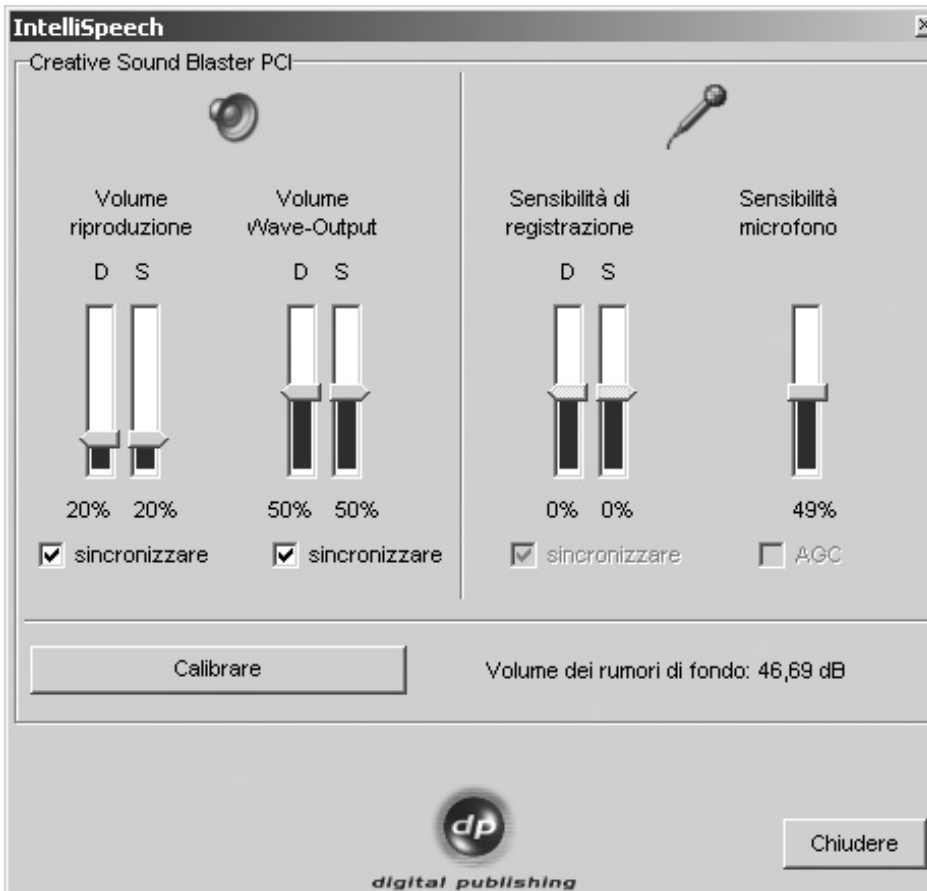 IntelliSpeech
Creative Sound Blaster PCI
Volume riproduzione
D S
20% 20%
sincronizzare
Volume Wave-Output
D S
50% 50%
sincronizzare
Sensibilità di registrazione
D S
0% 0%
sincronizzare
Sensibilità microfono
49%
AGC
Calibrare
Volume dei rumori di fondo: 46,69 dB
dp
digital publishing
Chiudere